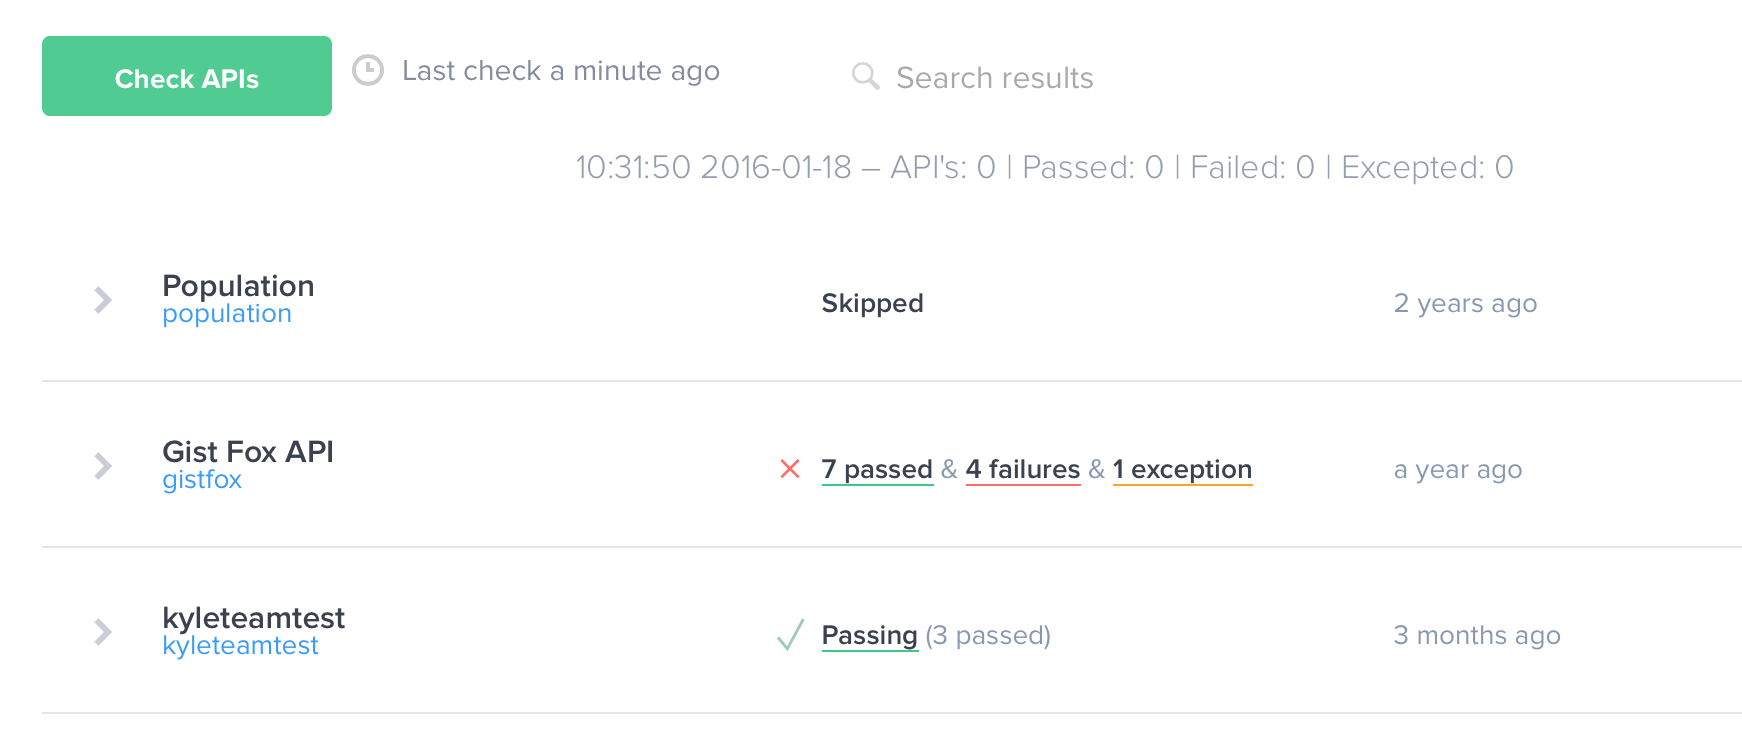 Check APIs
Last check a minute ago
Search results
10:31:50 2016-01-18 – API's: 0 | Passed: 0 | Failed: 0 | Excepted: 0
Population
population
Skipped
2 years ago
Gist Fox API
gistfox
7 passed & 4 failures & 1 exception
a year ago
kyleteamtest
kyleteamtest
Passing (3 passed)
3 months ago